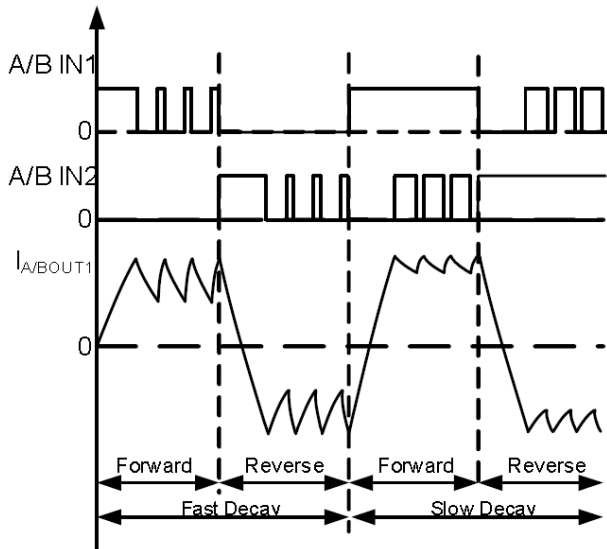 A/B IN1
0
A/B IN2
0
IA/BOUT1
0
Forward Reverse Forward Reverse
Fast Decay Slow Decay